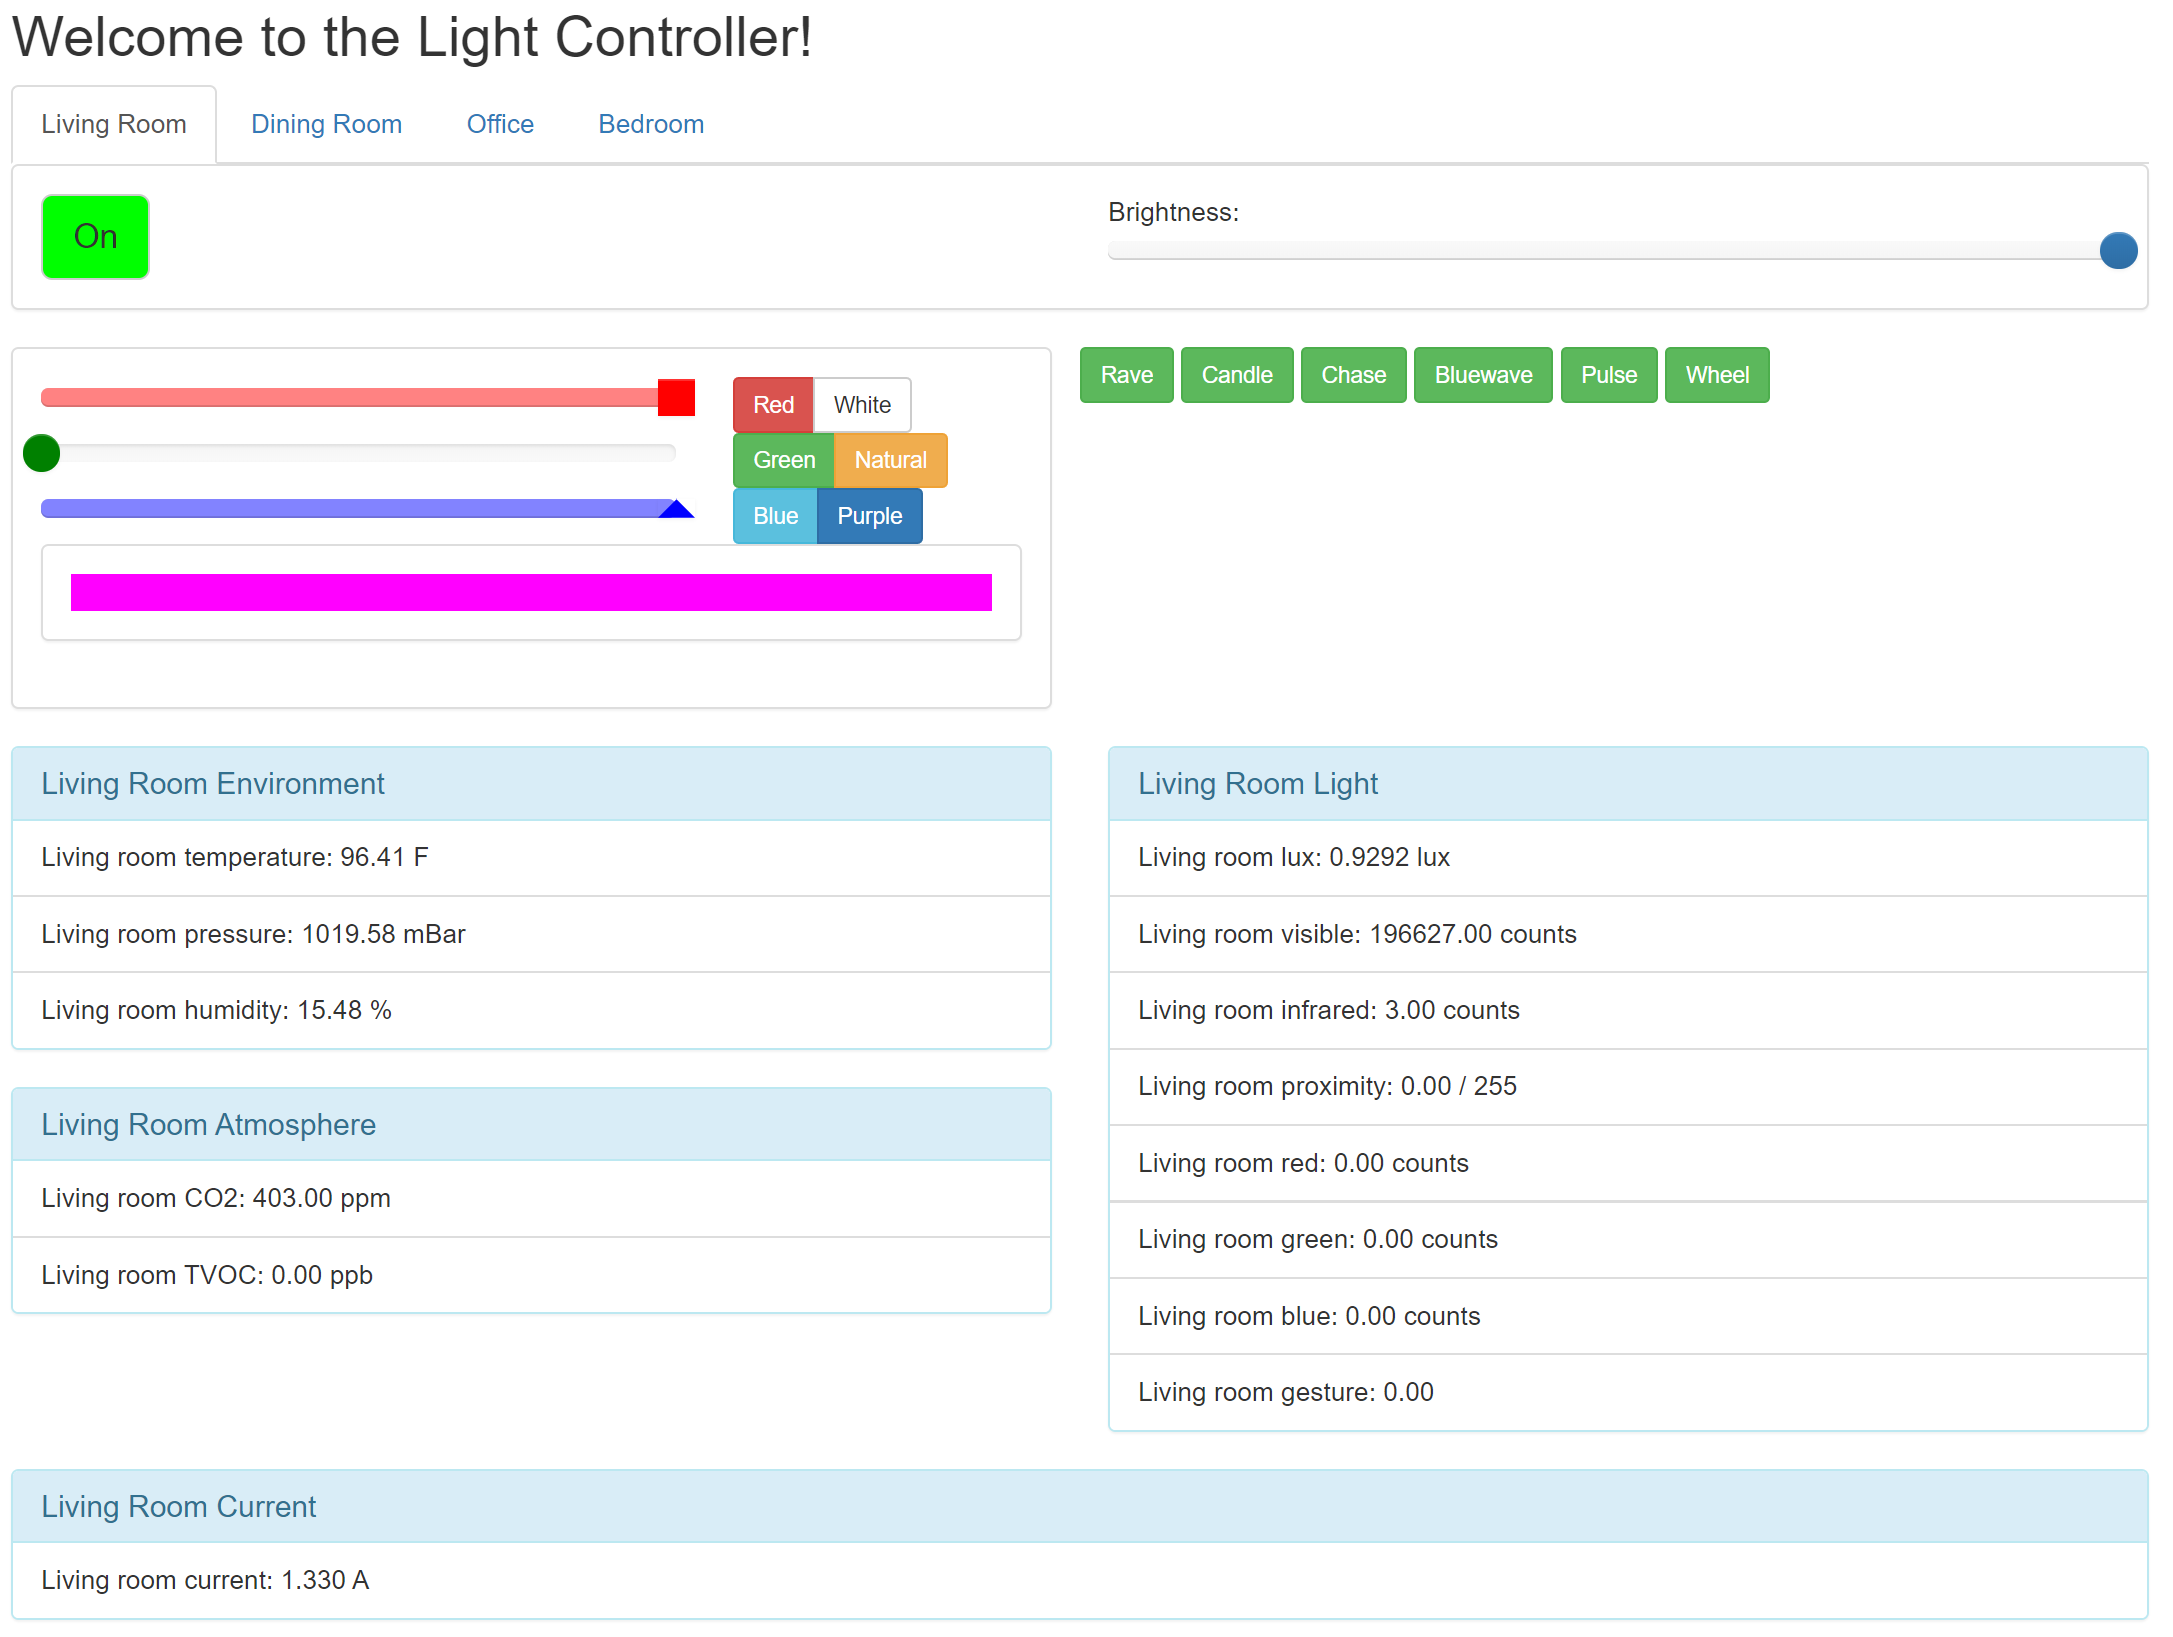 Welcome to the Light Controller!
Living Room Dining Room Office Bedroom
On
Brightness:
Red White
Green Natural
Blue Purple
Rave Candle Chase Bluewave Pulse Wheel
Living Room Environment
Living room temperature: 96.41 F
Living room pressure: 1019.58 mBar
Living room humidity: 15.48 %
Living Room Atmosphere
Living room CO2: 403.00 ppm
Living room TVOC: 0.00 ppb
Living Room Light
Living room lux: 0.9292 lux
Living room visible: 196627.00 counts
Living room infrared: 3.00 counts
Living room proximity: 0.00 / 255
Living room red: 0.00 counts
Living room green: 0.00 counts
Living room blue: 0.00 counts
Living room gesture: 0.00
Living Room Current
Living room current: 1.330 A